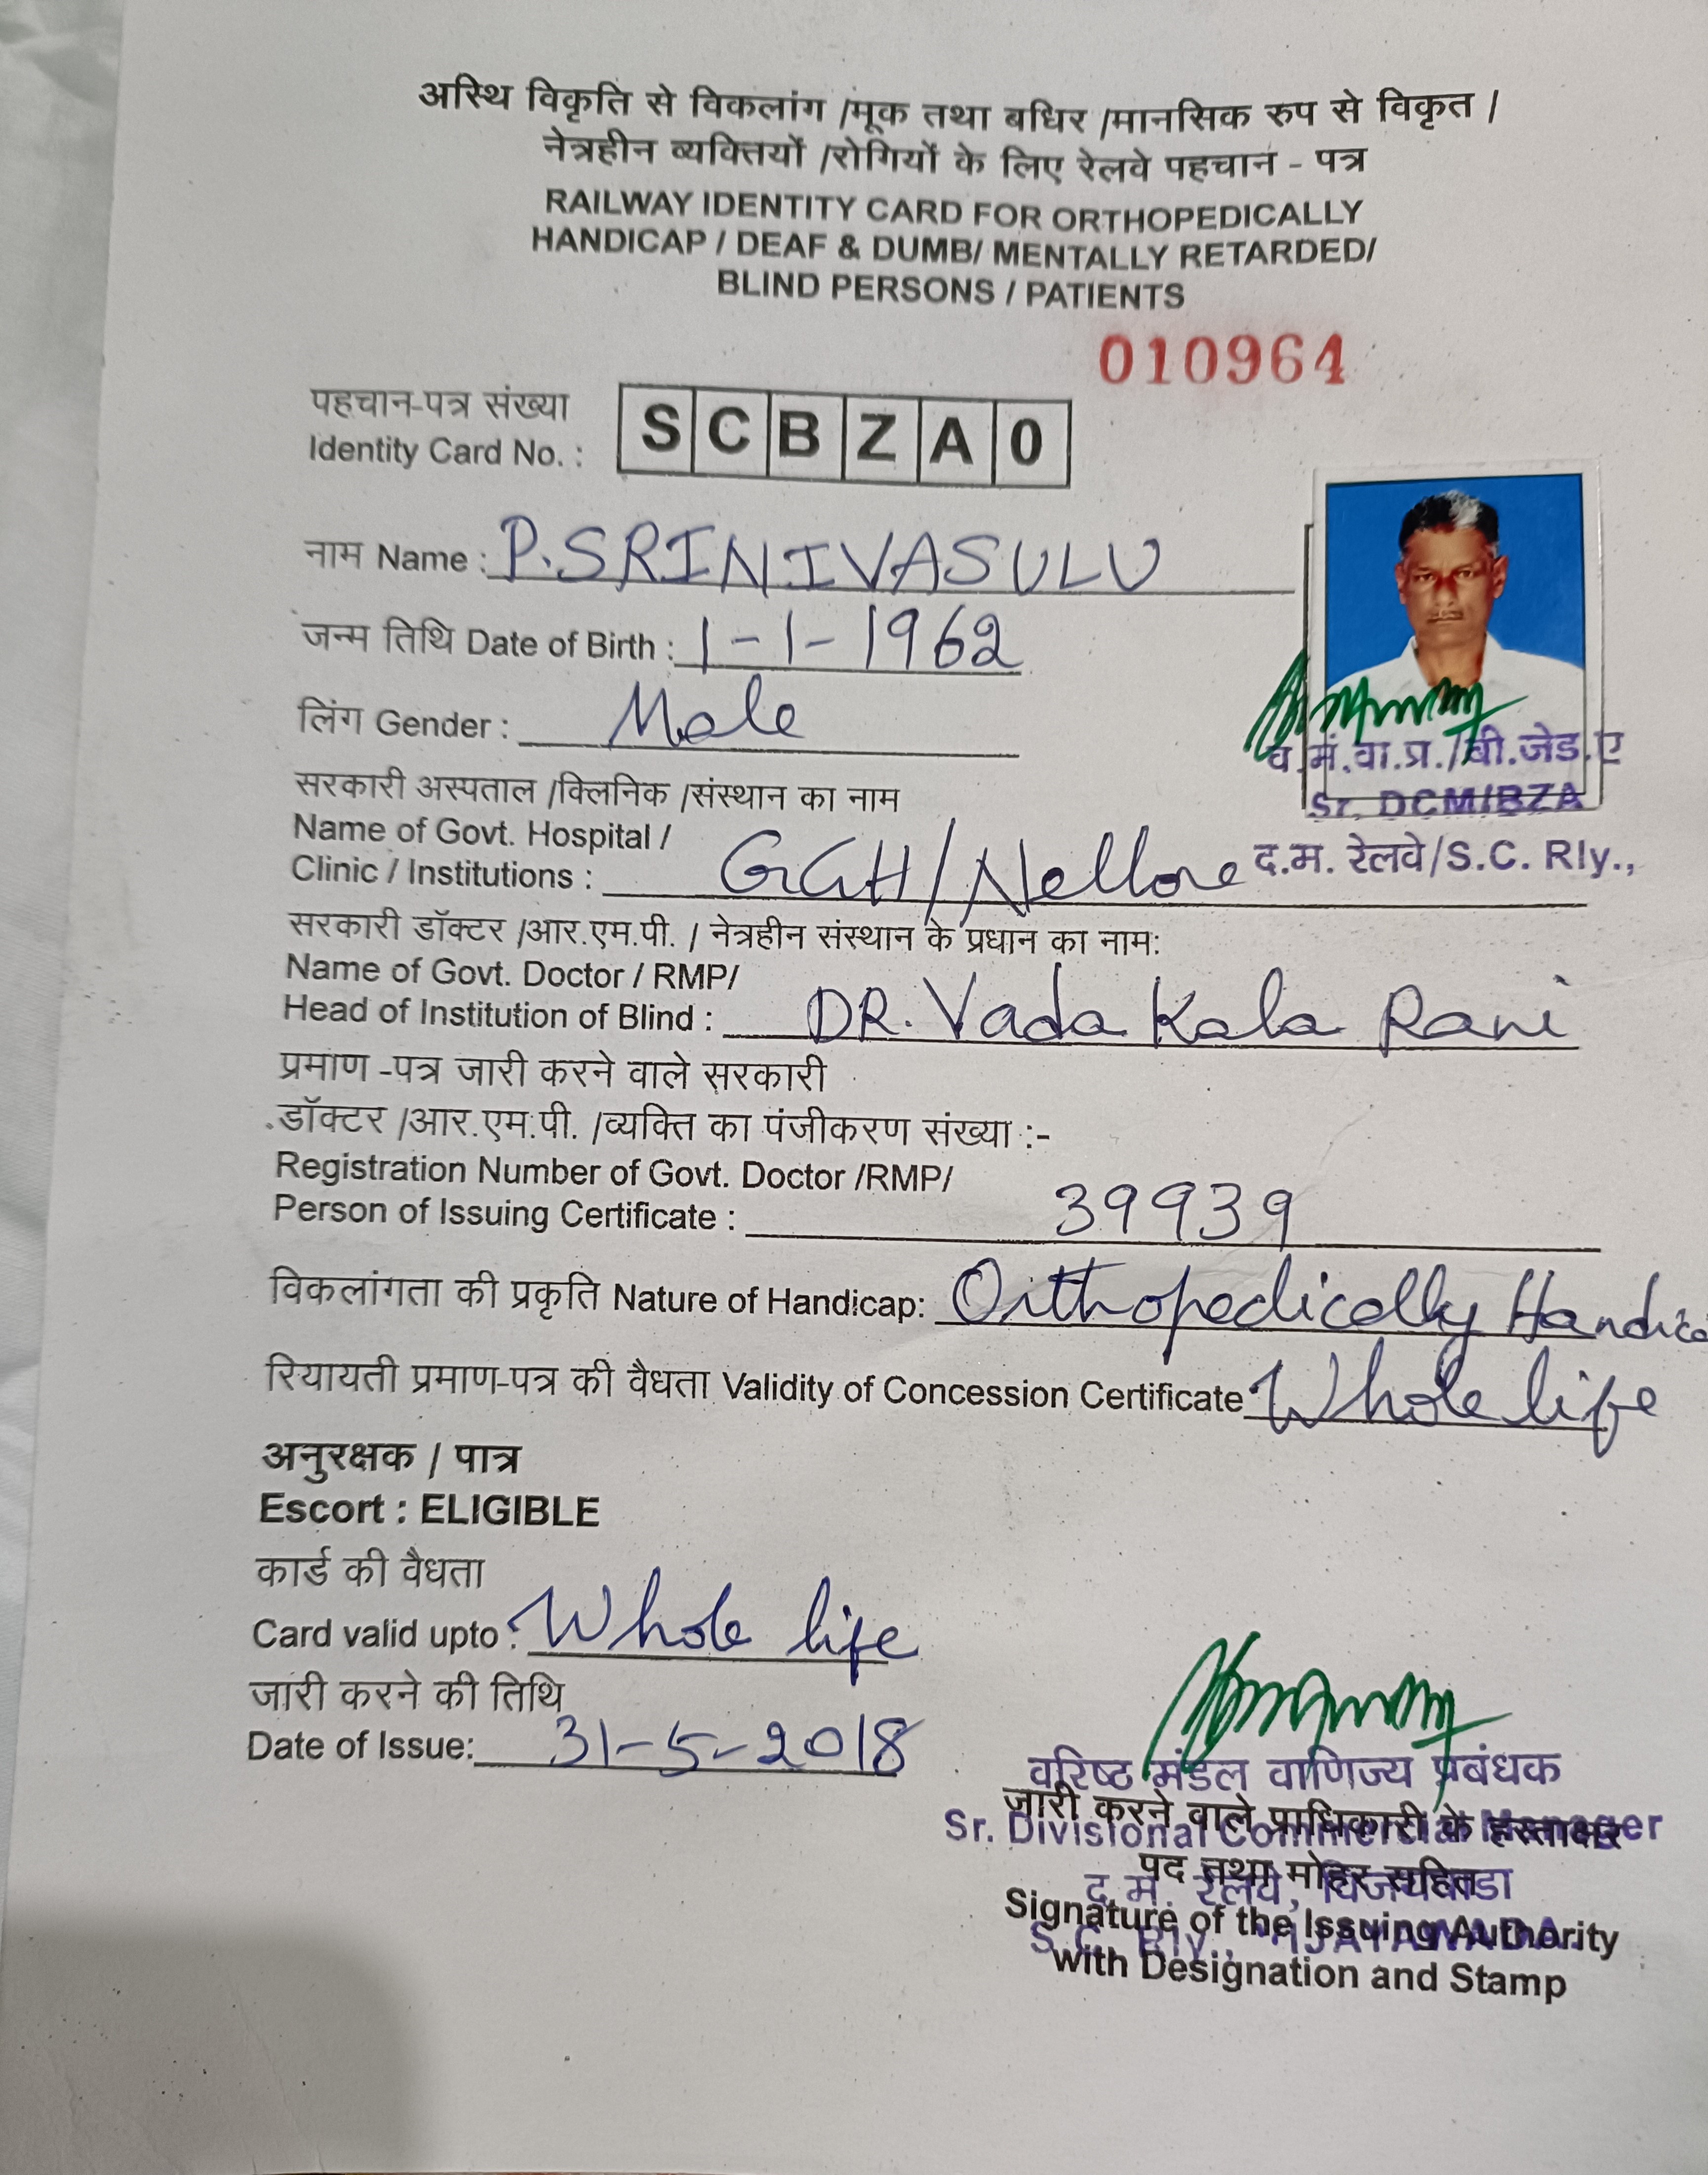 अस्थि विकृति से विकलांग /मूक तथा बधिर /मानसिक रुप से विकृत /
नेत्रहीन व्यक्तियों /रोगियों के लिए रेलवे पहचान - पत्र
RAILWAY IDENTITY CARD FOR ORTHOPEDICALLY
HANDICAP / DEAF & DUMB/ MENTALLY RETARDED/
BLIND PERSONS / PATIENTS
010964
पहचान-पत्र संख्या
Identity Card No. : SCBZA0
नाम Name : P.SRINIVASULU
जन्म तिथि Date of Birth : 1-1-1962
लिंग Gender : Male
व.मं.वा.प्र./बी.जेड.ए
Sr. DCM/BZA
द.म. रेलवे/S.C. Rly.,
सरकारी अस्पताल /क्लिनिक /संस्थान का नाम
Name of Govt. Hospital /
Clinic / Institutions : GGH/Nellore
सरकारी डॉक्टर /आर.एम.पी. / नेत्रहीन संस्थान के प्रधान का नाम:
Name of Govt. Doctor / RMP/
Head of Institution of Blind : DR. Vada Kala Rani
प्रमाण -पत्र जारी करने वाले सरकारी
डॉक्टर /आर.एम.पी. /व्यक्ति का पंजीकरण संख्या :-
Registration Number of Govt. Doctor /RMP/
Person of Issuing Certificate : 39939
विकलांगता की प्रकृति Nature of Handicap: Orthopedically Handica
रियायती प्रमाण-पत्र की वैधता Validity of Concession Certificate Whole life
अनुरक्षक / पात्र
Escort : ELIGIBLE
कार्ड की वैधता
Card valid upto : Whole life
जारी करने की तिथि
Date of Issue: 31-5-2018
वरिष्ठ मंडल वाणिज्य प्रबंधक
जारी करने वाले प्राधिकारी के हस्ताक्षर
Sr. Divisional Commercial Manager
पद तथा मोहर सहित
द.म. रेलवे, विजयवाडा
Signature of the Issuing Authority
S.C. Rly., VIJAYAWADA.
with Designation and Stamp